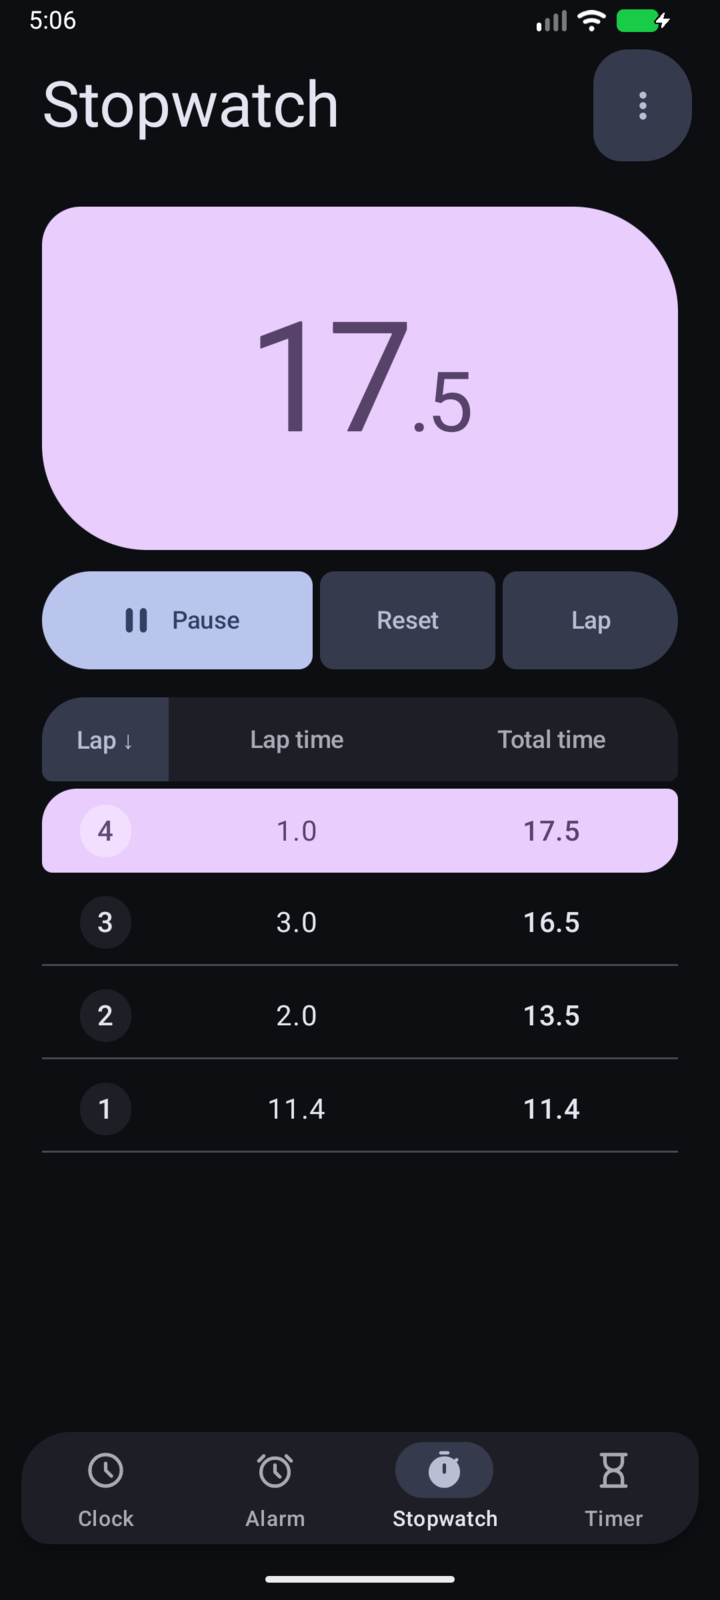 5:06
Stopwatch
17.5
Pause Reset Lap
Lap ↓ Lap time Total time
4 1.0 17.5
3 3.0 16.5
2 2.0 13.5
1 11.4 11.4
Clock Alarm Stopwatch Timer